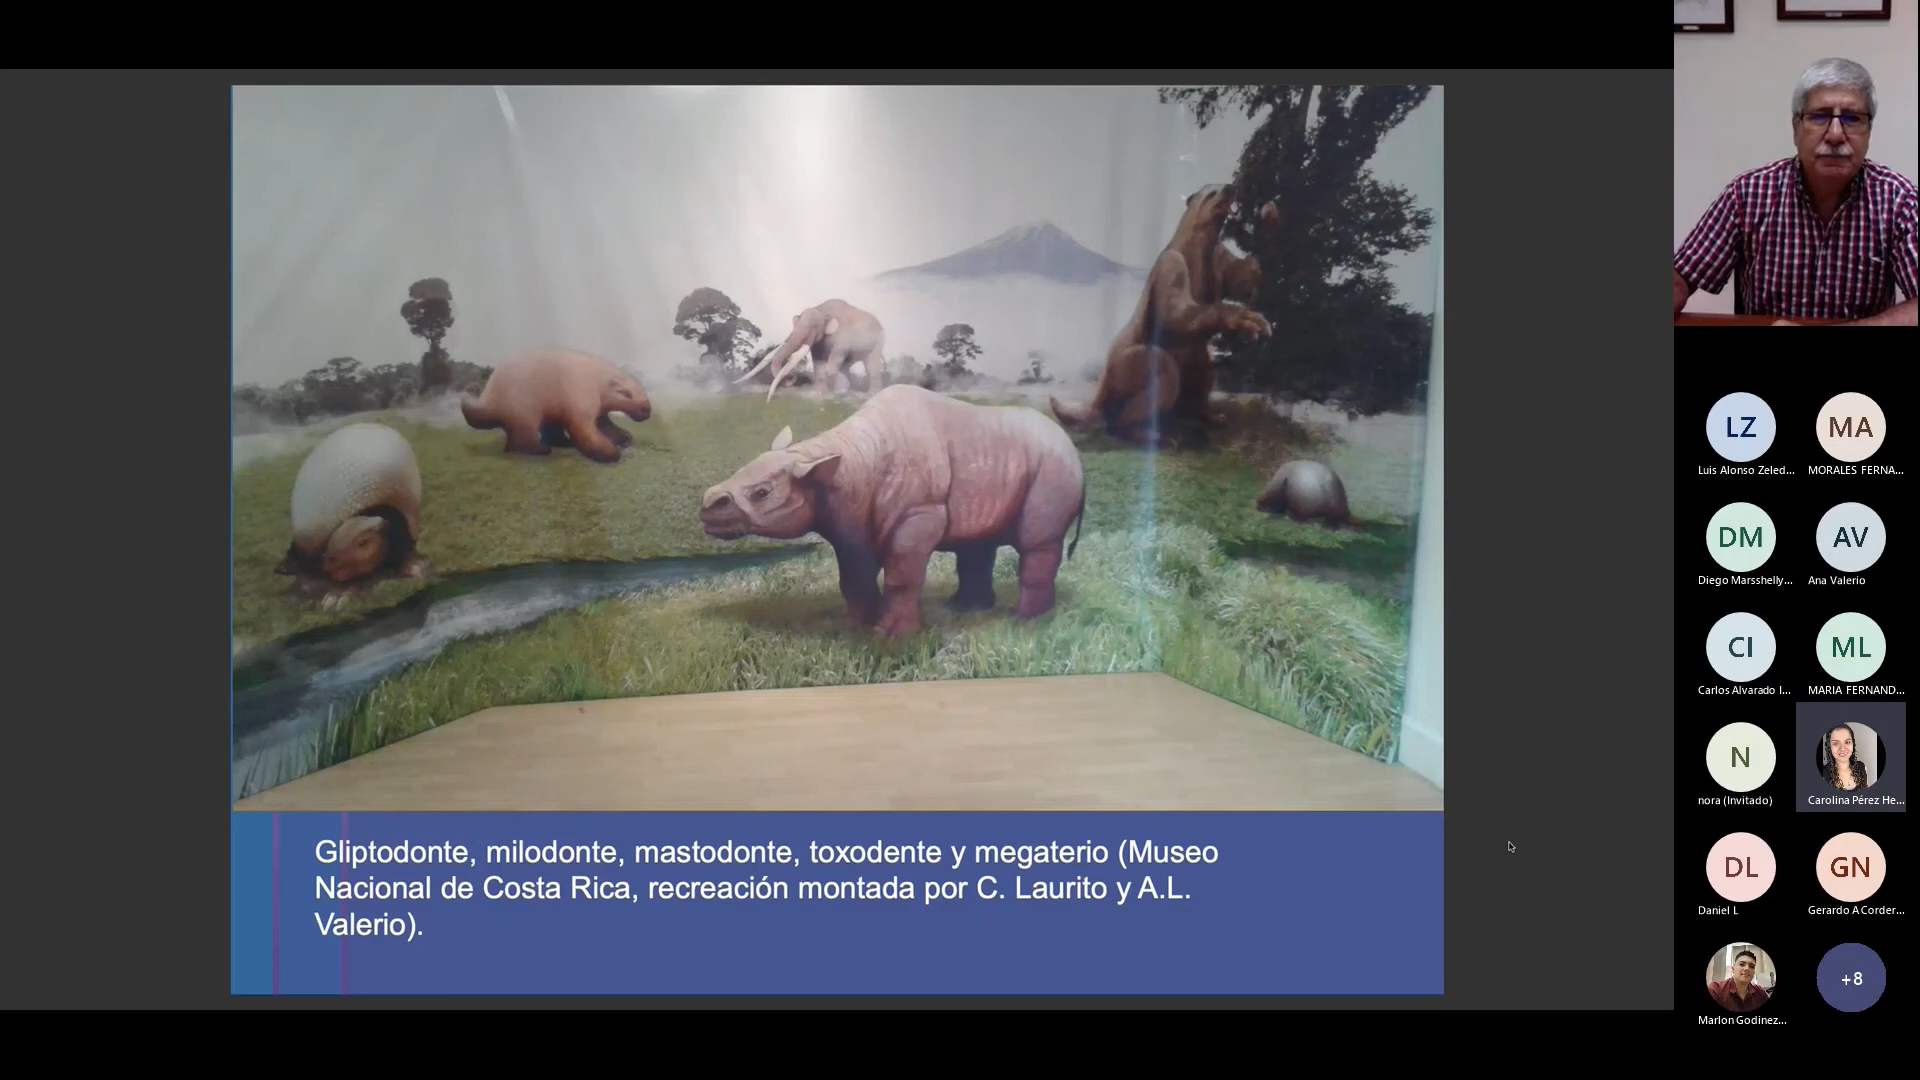 Gliptodonte, milodonte, mastodonte, toxodente y megaterio (Museo
Nacional de Costa Rica, recreación montada por C. Laurito y A.L.
Valerio).
LZ
Luis Alonso Zeled...
MA
MORALES FERNA...
DM
Diego Marsshelly...
AV
Ana Valerio
CI
Carlos Alvarado I...
ML
MARIA FERNAND...
N
nora (Invitado)
Carolina Pérez He...
DL
Daniel L
GN
Gerardo A Corder...
Marlon Godinez...
+8